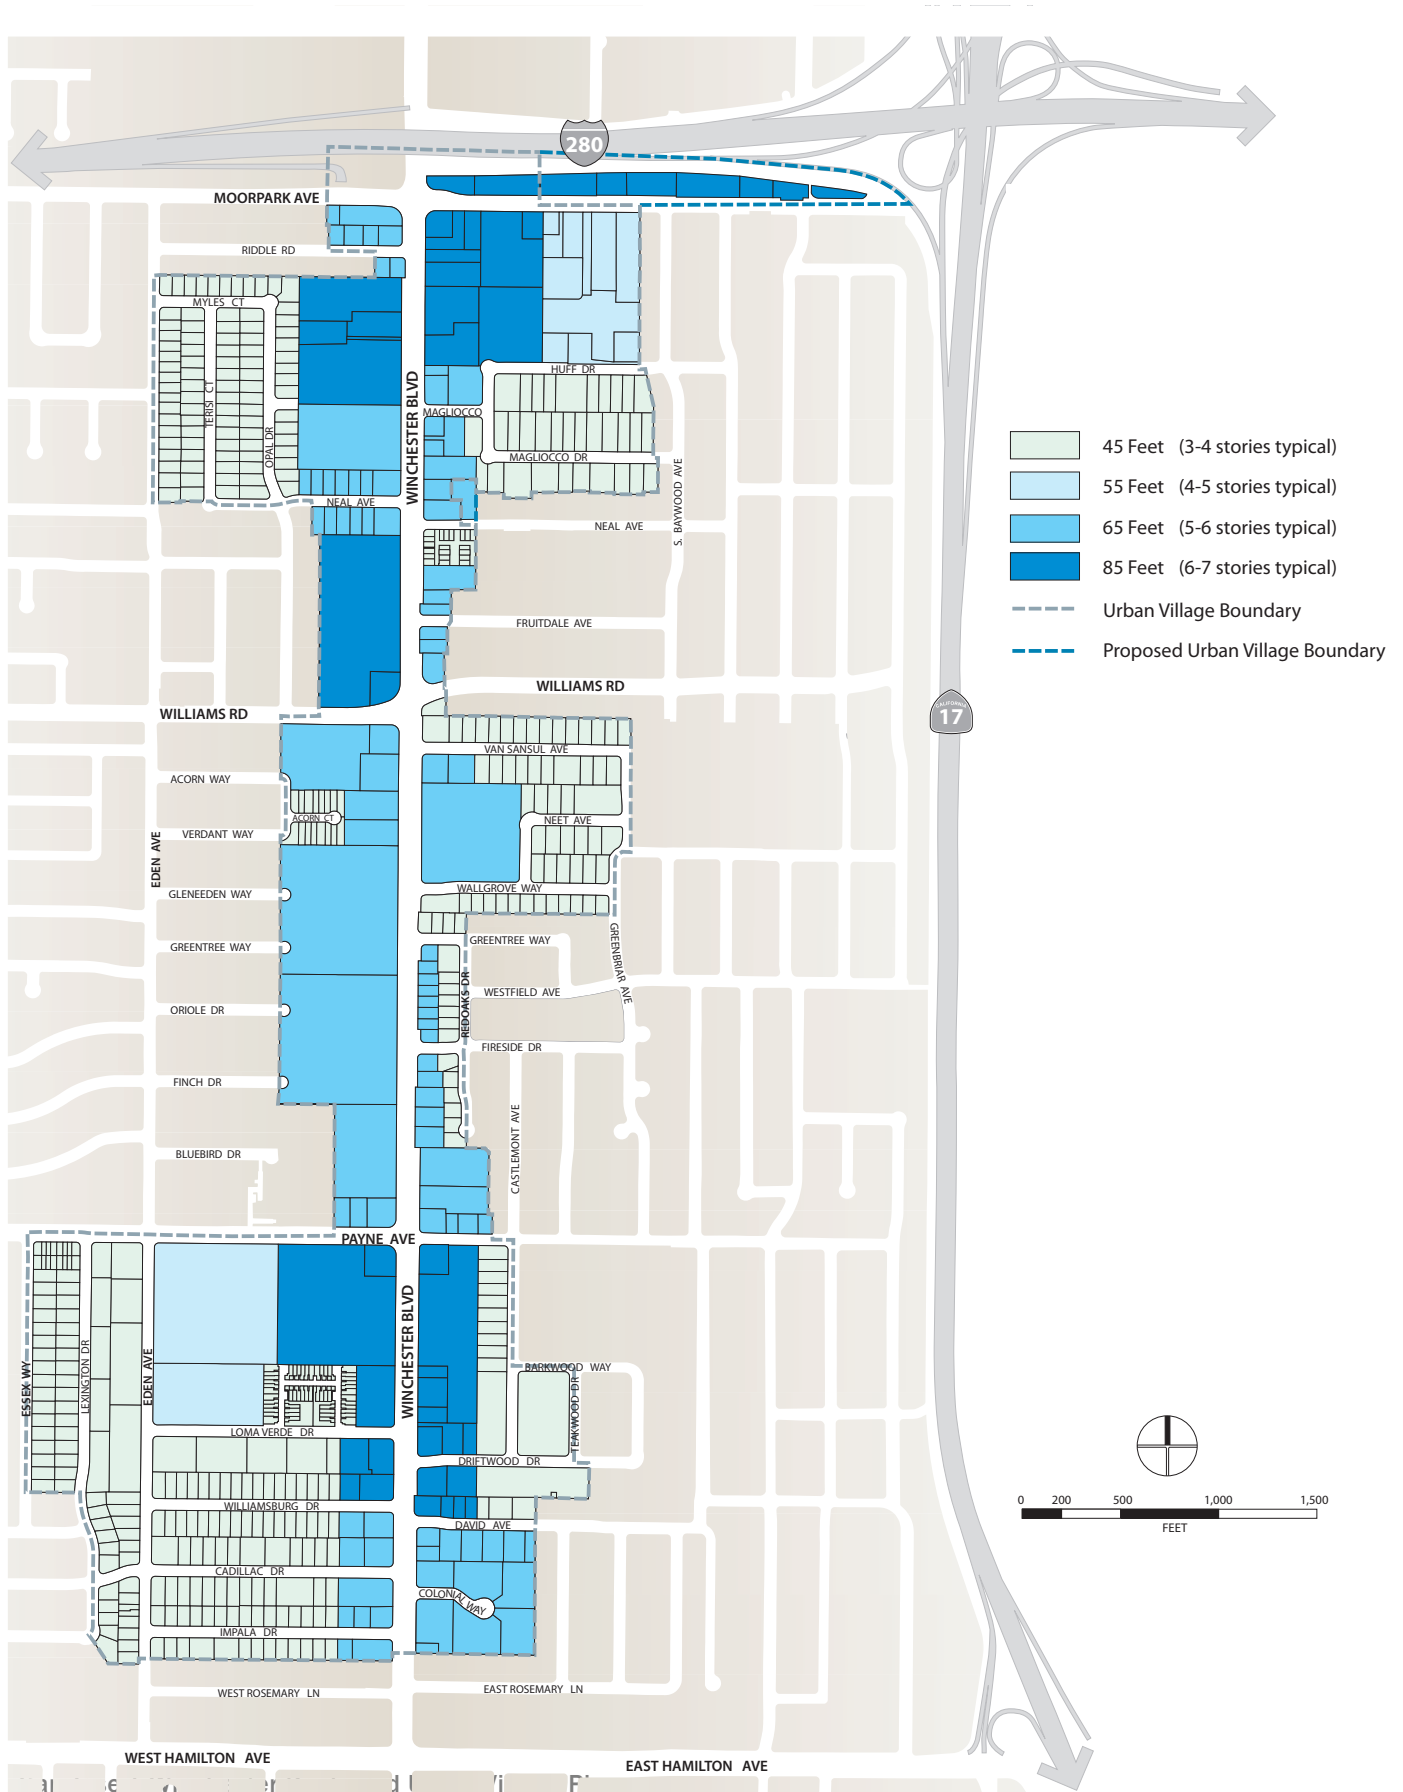 280
MOORPARK AVE
RIDDLE RD
MYLES CT
TERISI CT
OPAL DR
WINCHESTER BLVD
HUFF DR
MAGLIOCCO
MAGLIOCCO DR
S. BAYWOOD AVE
NEAL AVE
NEAL AVE
45 Feet (3-4 stories typical)
55 Feet (4-5 stories typical)
65 Feet (5-6 stories typical)
85 Feet (6-7 stories typical)
Urban Village Boundary
Proposed Urban Village Boundary
FRUITDALE AVE
WILLIAMS RD
WILLIAMS RD
CALIFORNIA
17
VAN SANSUL AVE
ACORN WAY
ACORN CT
NEET AVE
VERDANT WAY
EDEN AVE
WALLGROVE WAY
GLENEEDEN WAY
GREENTREE WAY
GREENTREE WAY
GREENBRIAR AVE
REDOAKS DR
WESTFIELD AVE
ORIOLE DR
FIRESIDE DR
FINCH DR
CASTLEMONT AVE
BLUEBIRD DR
PAYNE AVE
WINCHESTER BLVD
ESSEX WY
LEXINGTON DR
EDEN AVE
BARKWOOD WAY
TEAKWOOD DR
LOMA VERDE DR
DRIFTWOOD DR
WILLIAMSBURG DR
DAVID AVE
0 200 500 1,000 1,500
FEET
CADILLAC DR
COLONIAL WAY
IMPALA DR
WEST ROSEMARY LN
EAST ROSEMARY LN
WEST HAMILTON AVE
EAST HAMILTON AVE